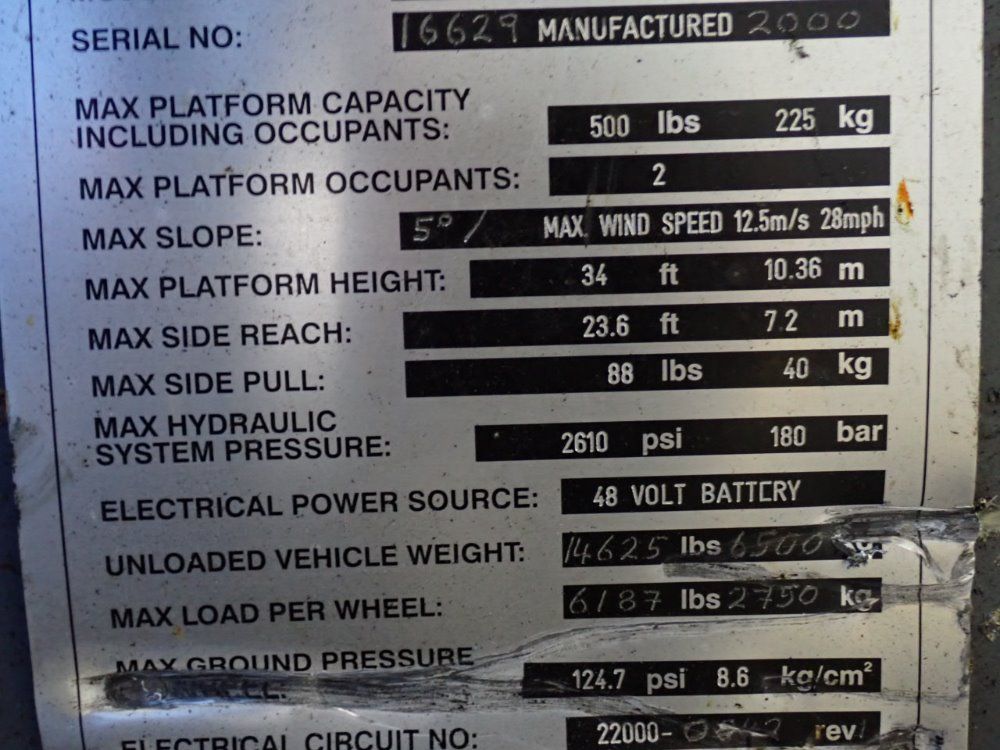 SERIAL NO: 16629 MANUFACTURED 2000
MAX PLATFORM CAPACITY
INCLUDING OCCUPANTS: 500 lbs 225 kg
MAX PLATFORM OCCUPANTS: 2
MAX SLOPE: 5° / MAX. WIND SPEED 12.5m/s 28mph
MAX PLATFORM HEIGHT: 34 ft 10.36 m
MAX SIDE REACH: 23.6 ft 7.2 m
MAX SIDE PULL: 88 lbs 40 kg
MAX HYDRAULIC
SYSTEM PRESSURE: 2610 psi 180 bar
ELECTRICAL POWER SOURCE: 48 VOLT BATTERY
UNLOADED VEHICLE WEIGHT: 14625 lbs 6500
MAX LOAD PER WHEEL: 6187 lbs 2750 kg
MAX GROUND PRESSURE
124.7 psi 8.6 kg/cm²
ELECTRICAL CIRCUIT NO: 22000- rev